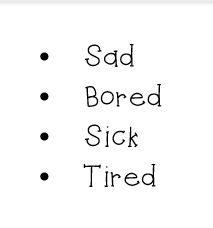 • Sad
• Bored
• Sick
• Tired